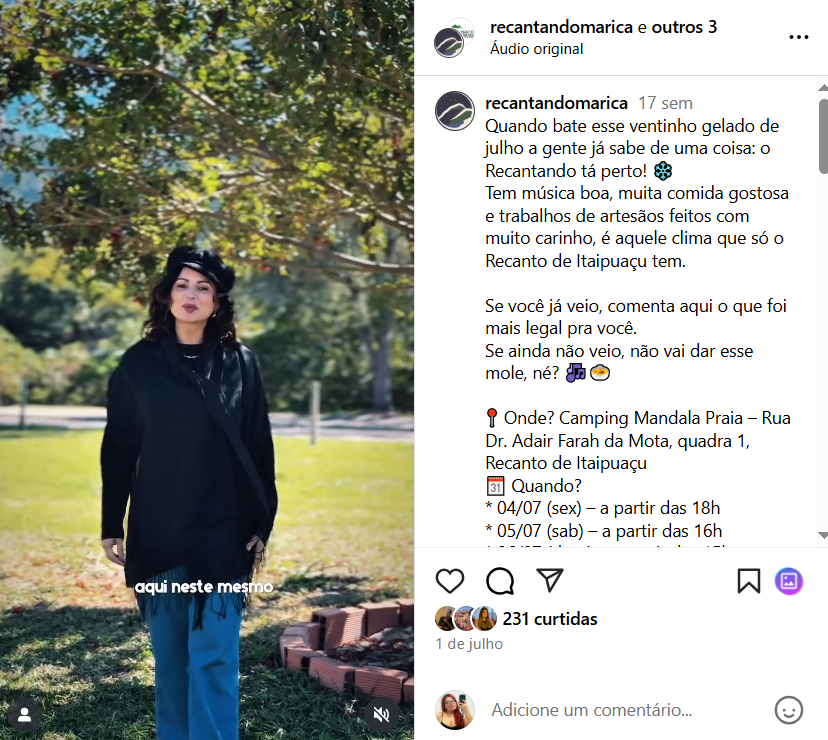 recantandomarica e outros 3
Áudio original
recantandomarica 17 sem
Quando bate esse ventinho gelado de
julho a gente já sabe de uma coisa: o
Recantando tá perto! ❄️
Tem música boa, muita comida gostosa
e trabalhos de artesãos feitos com
muito carinho, é aquele clima que só o
Recanto de Itaipuaçu tem.
Se você já veio, comenta aqui o que foi
mais legal pra você.
Se ainda não veio, não vai dar esse
mole, né? 🎶🍲
📍 Onde? Camping Mandala Praia – Rua
Dr. Adair Farah da Mota, quadra 1,
Recanto de Itaipuaçu
📅 Quando?
* 04/07 (sex) – a partir das 18h
* 05/07 (sab) – a partir das 16h
aqui neste mesmo
231 curtidas
1 de julho
Adicione um comentário...